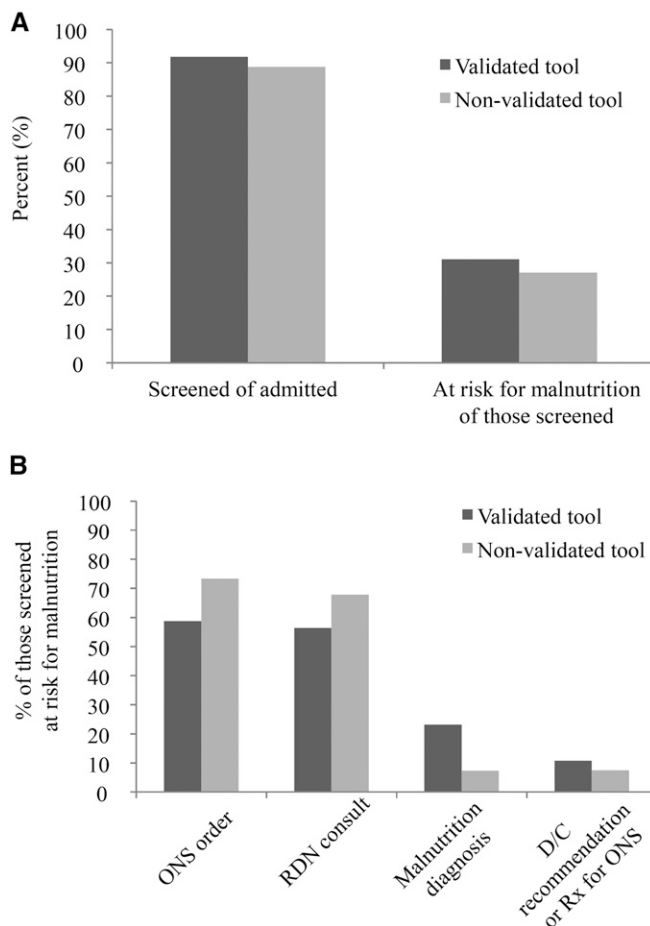 A
100
90
80
70
60
50
40
30
20
10
0
Percent (%)
Validated tool
Non-validated tool
Screened of admitted
At risk for malnutrition
of those screened
B
100
90
80
70
60
50
40
30
20
10
0
% of those screened
at risk for malnutrition
Validated tool
Non-validated tool
ONS order
RDN consult
Malnutrition
diagnosis
D/C
recommendation
or Rx for ONS